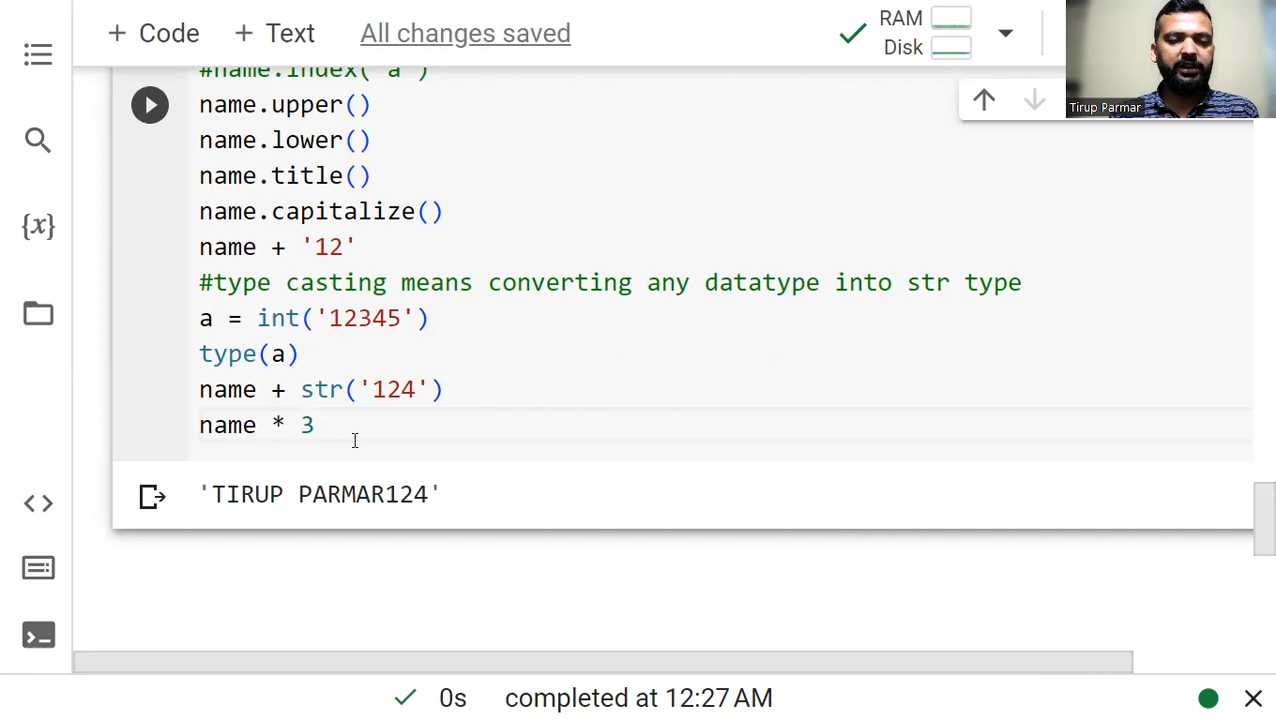 + Code + Text All changes saved
RAM
Disk
Tirup Parmar
#name.index('a')
name.upper()
name.lower()
name.title()
name.capitalize()
name + '12'
#type casting means converting any datatype into str type
a = int('12345')
type(a)
name + str('124')
name * 3
'TIRUP PARMAR124'
{x}
0s completed at 12:27 AM